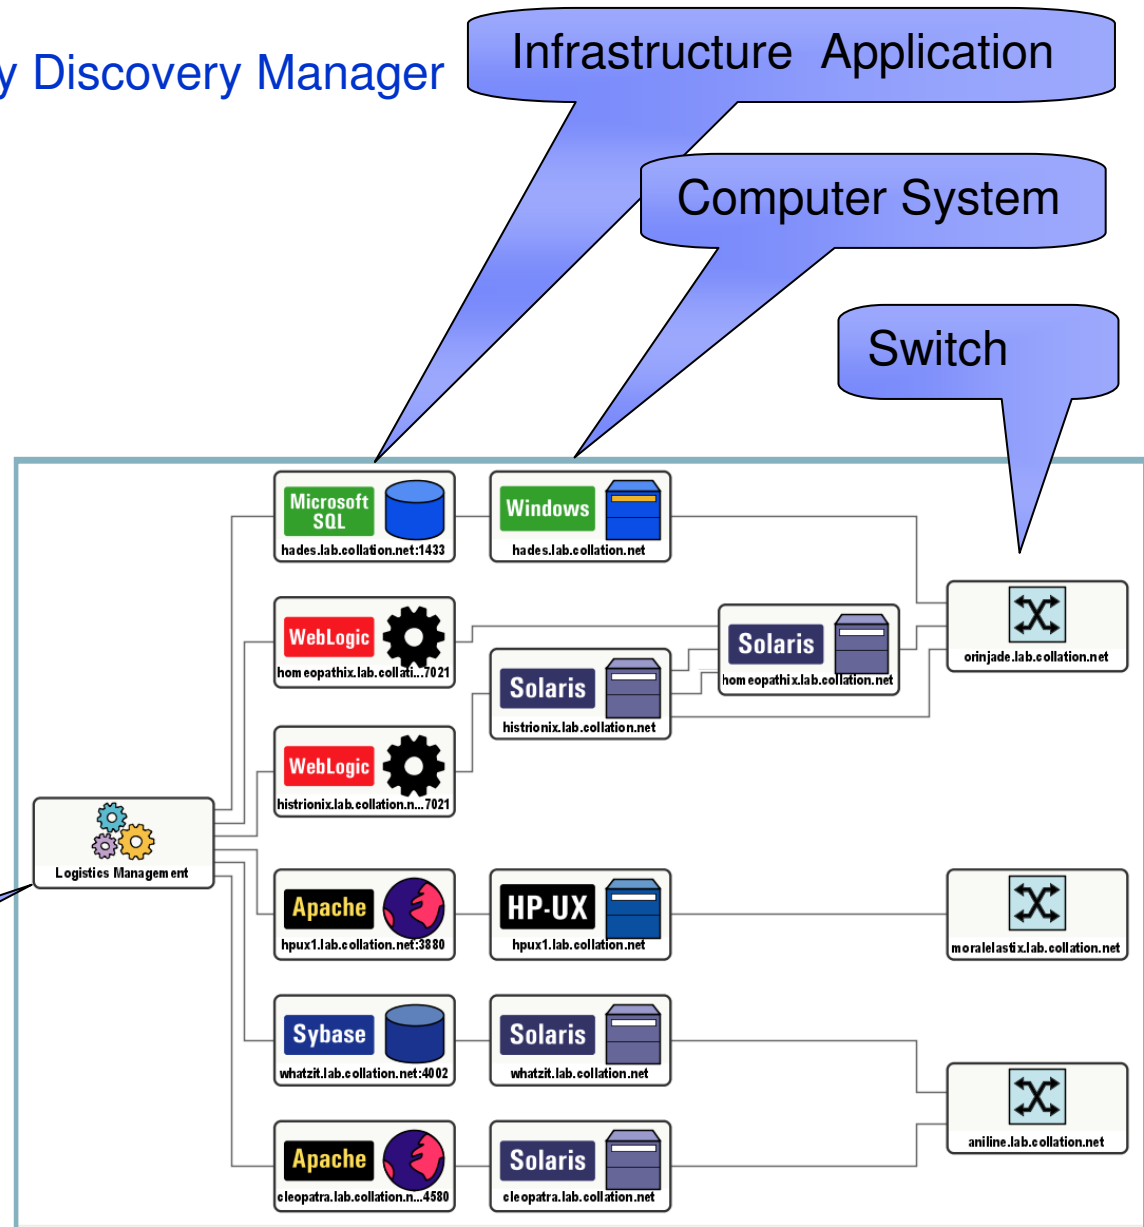 y Discovery Manager
Infrastructure Application
Computer System
Switch
Microsoft
SQL
hades.lab.collation.net:1433
Windows
hades.lab.collation.net
WebLogic
homeopathix.lab.collati...7021
Solaris
homeopathix.lab.collation.net
orinjade.lab.collation.net
Solaris
histrionix.lab.collation.net
WebLogic
histrionix.lab.collation.n...7021
Logistics Management
Apache
hpux1.lab.collation.net:3880
HP-UX
hpux1.lab.collation.net
moralelastix.lab.collation.net
Sybase
whatzit.lab.collation.net:4002
Solaris
whatzit.lab.collation.net
aniline.lab.collation.net
Apache
cleopatra.lab.collation.n...4580
Solaris
cleopatra.lab.collation.net